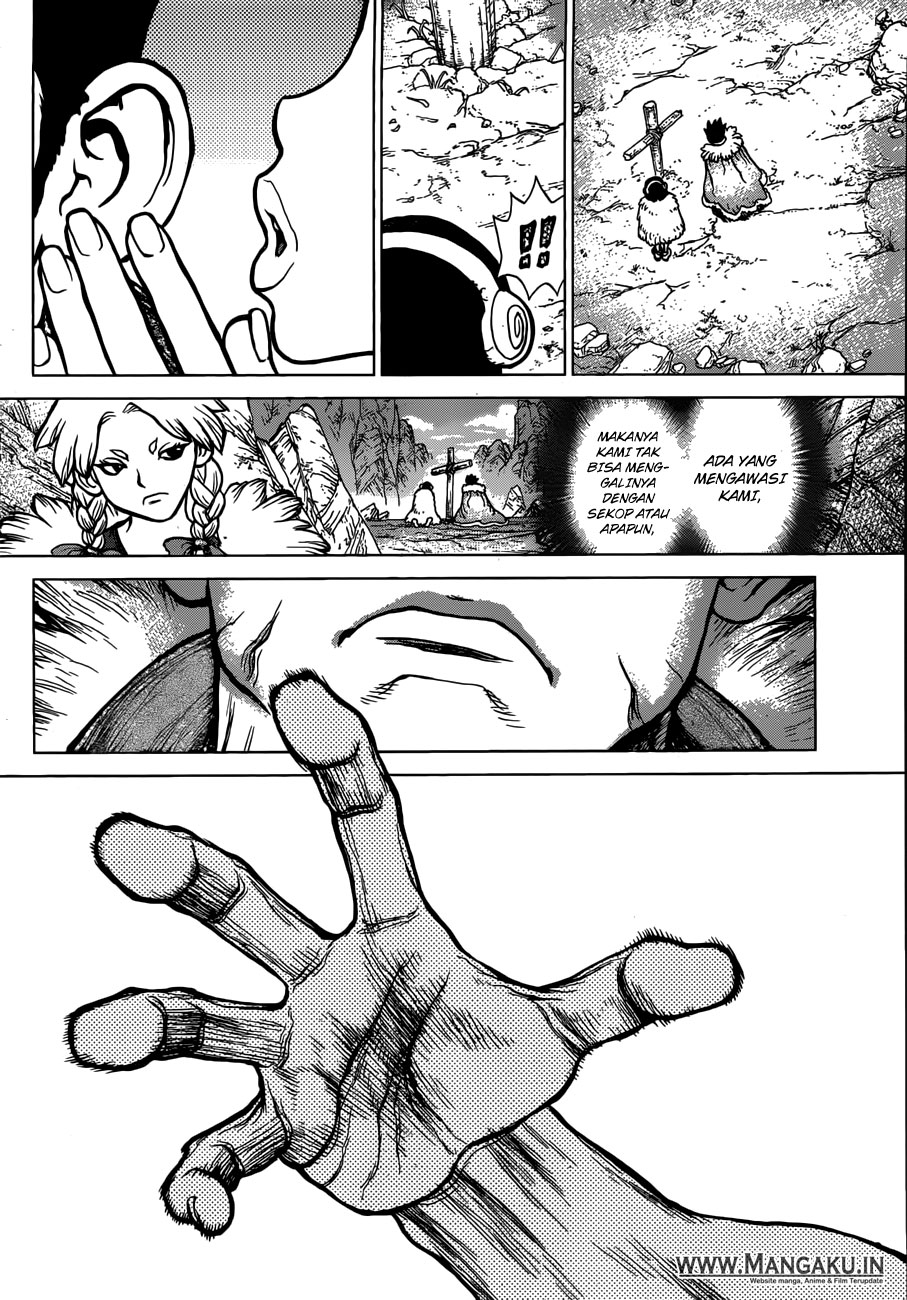 !!
ADA YANG
MENGAWASI
KAMI,
MAKANYA
KAMI TAK
BISA MENG-
GALINYA
DENGAN
SEKOP ATAU
APAPUN,
WWW.MANGAKU.IN
Website manga, Anime & Film Terupdate